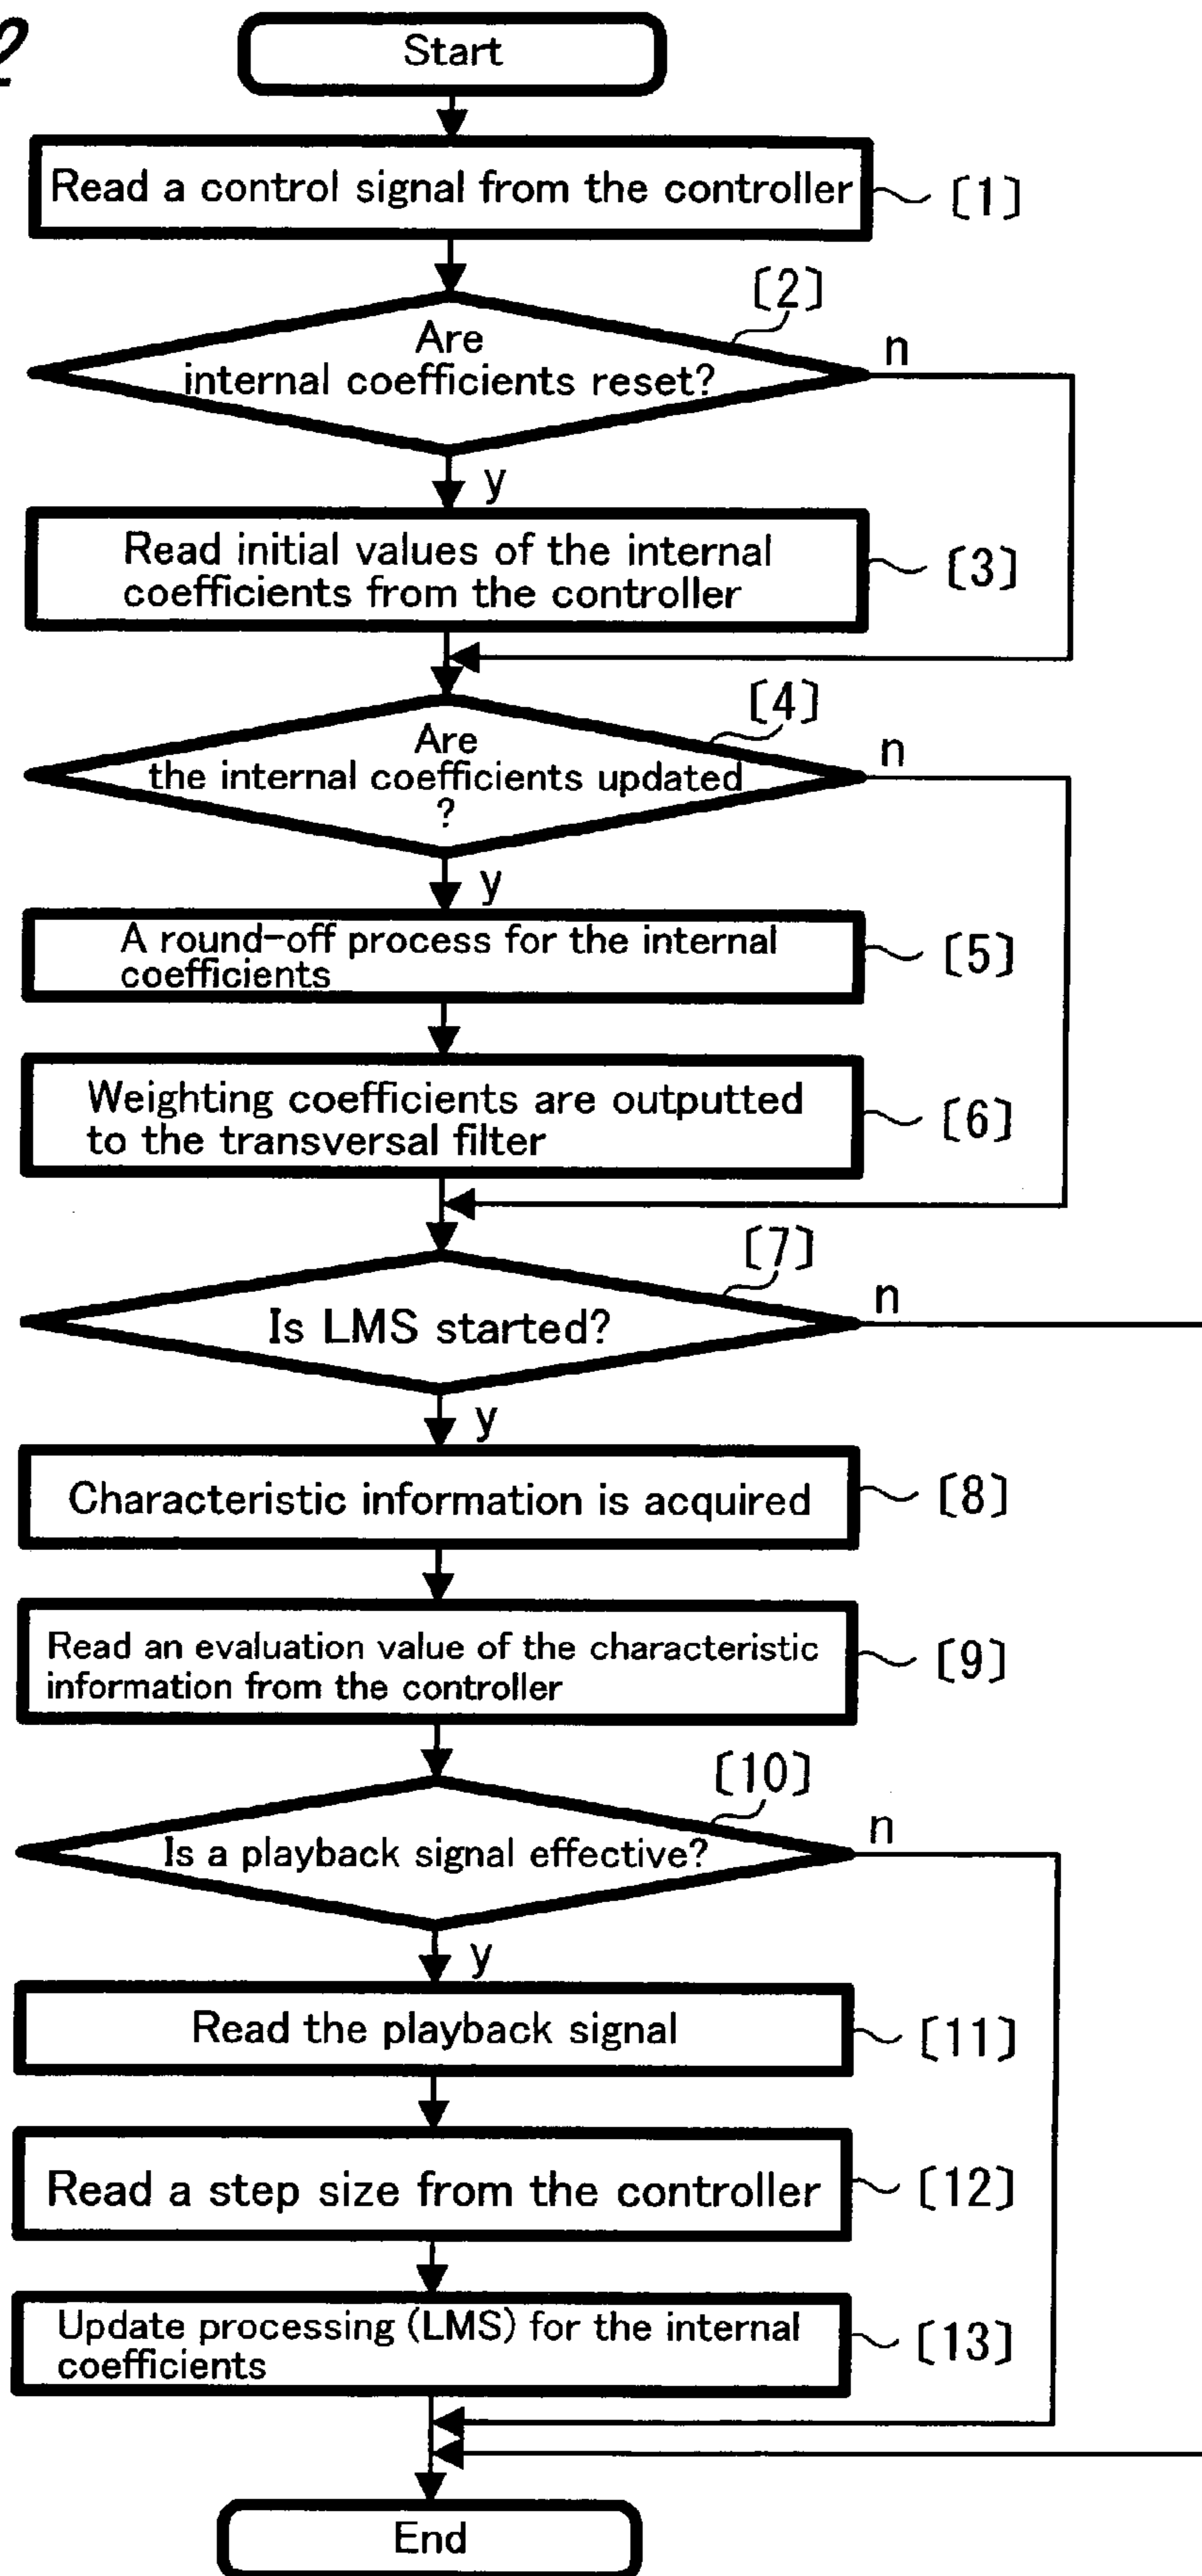 2
Start
Read a control signal from the controller
[1]
[2]
Are
internal coefficients reset?
n
y
Read initial values of the internal
coefficients from the controller
[3]
[4]
Are
the internal coefficients updated
?
n
y
A round-off process for the internal
coefficients
[5]
Weighting coefficients are outputted
to the transversal filter
[6]
[7]
Is LMS started?
n
y
Characteristic information is acquired
[8]
Read an evaluation value of the characteristic
information from the controller
[9]
[10]
Is a playback signal effective?
n
y
Read the playback signal
[11]
Read a step size from the controller
[12]
Update processing (LMS) for the internal
coefficients
[13]
End